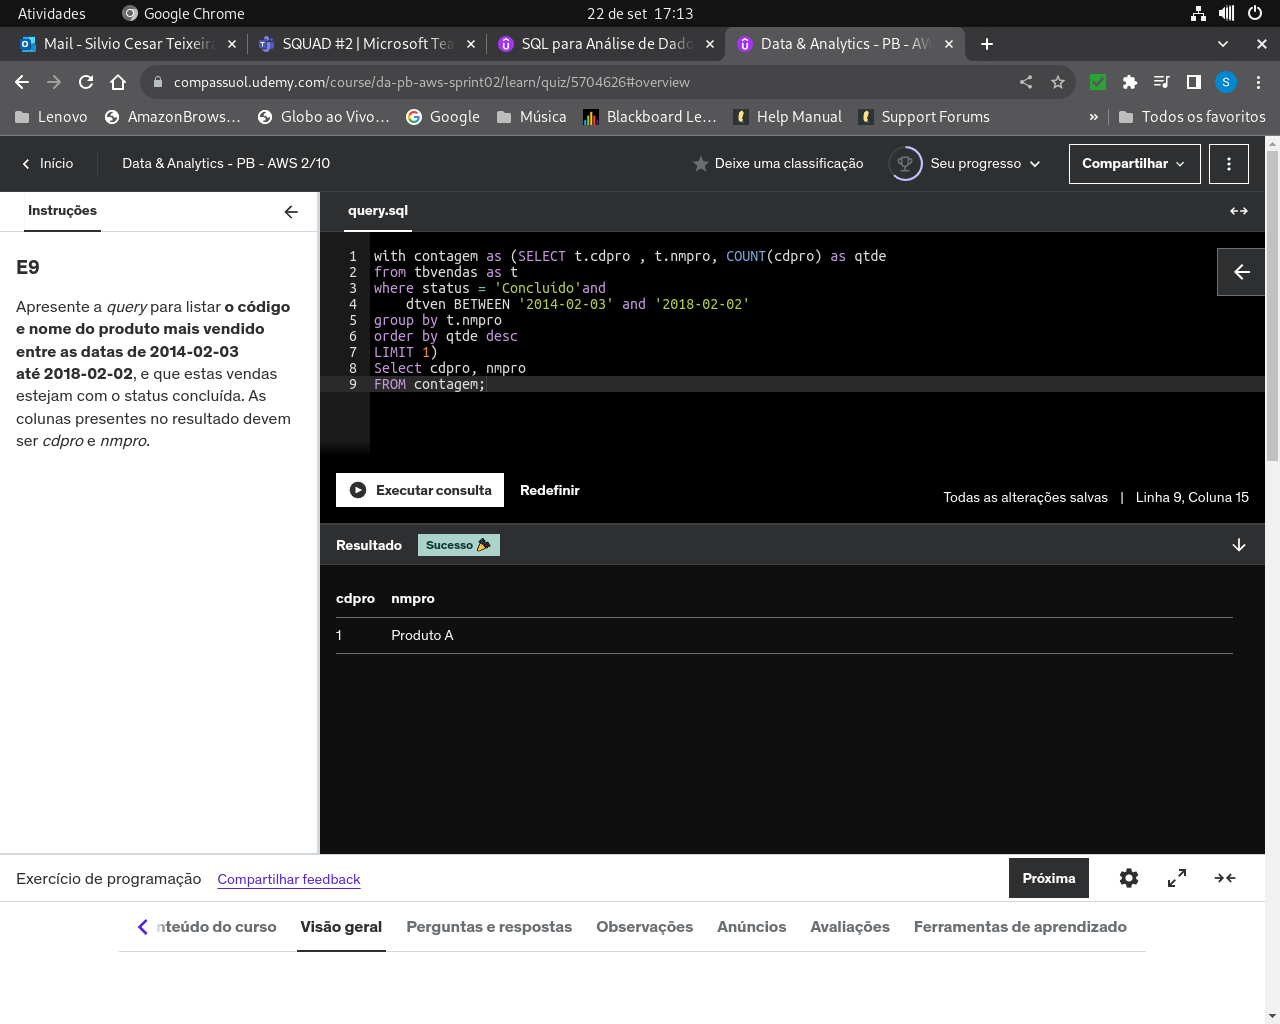 Atividades
Google Chrome
22 de set 17:13
Mail - Silvio Cesar Teixeira
SQUAD #2 | Microsoft Tea
SQL para Análise de Dado
Data & Analytics - PB - AW
compassuol.udemy.com/course/da-pb-aws-sprint02/learn/quiz/5704626#overview
S
Lenovo
AmazonBrows...
Globo ao Vivo...
Google
Música
Blackboard Le...
Help Manual
Support Forums
»
Todos os favoritos
Início
Data & Analytics - PB - AWS 2/10
Deixe uma classificação
Seu progresso
Compartilhar
Instruções
E9
Apresente a query para listar o código
e nome do produto mais vendido
entre as datas de 2014-02-03
até 2018-02-02, e que estas vendas
estejam com o status concluída. As
colunas presentes no resultado devem
ser cdpro e nmpro.
query.sql
1 with contagem as (SELECT t.cdpro , t.nmpro, COUNT(cdpro) as qtde
2 from tbvendas as t
3 where status = 'Concluído'and
4 dtven BETWEEN '2014-02-03' and '2018-02-02'
5 group by t.nmpro
6 order by qtde desc
7 LIMIT 1)
8 Select cdpro, nmpro
9 FROM contagem;
Executar consulta
Redefinir
Todas as alterações salvas | Linha 9, Coluna 15
Resultado
Sucesso
cdpro nmpro
1 Produto A
Exercício de programação
Compartilhar feedback
Próxima
nteúdo do curso
Visão geral
Perguntas e respostas
Observações
Anúncios
Avaliações
Ferramentas de aprendizado